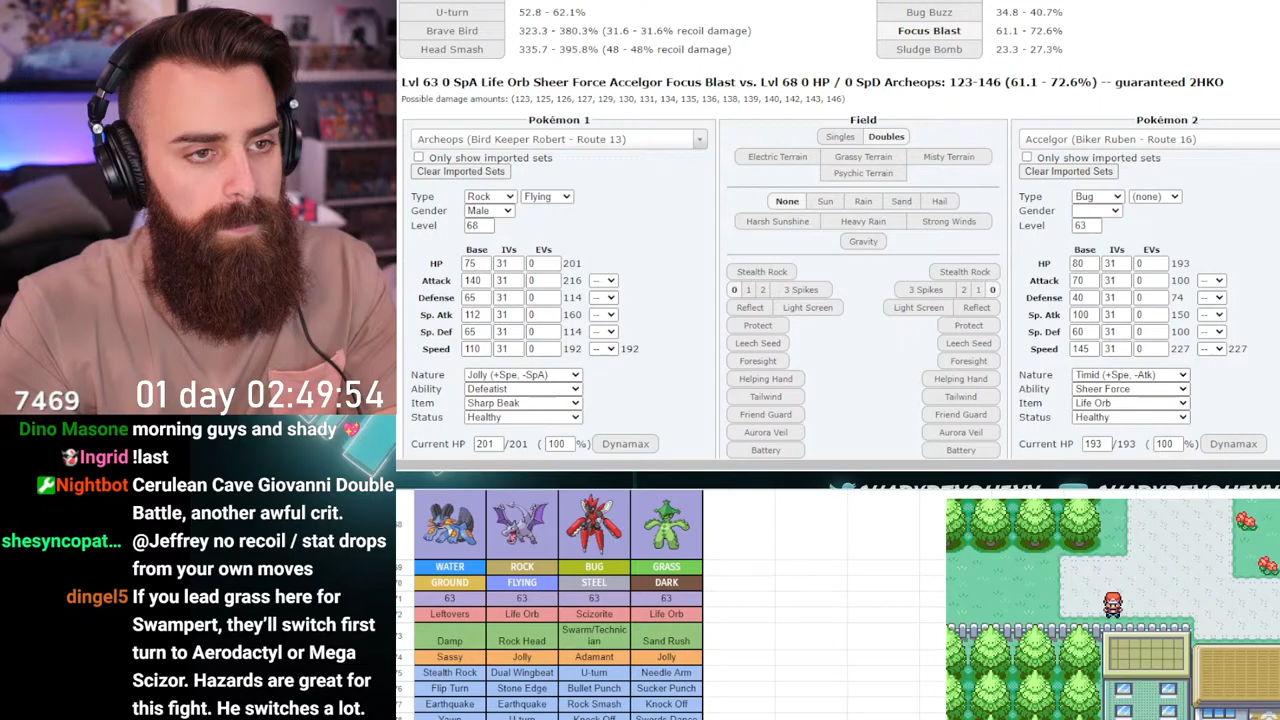 U-turn 52.8 - 62.1% Bug Buzz 34.8 - 40.7%
Brave Bird 323.3 - 380.3% (31.6 - 31.6% recoil damage) Focus Blast 61.1 - 72.6%
Head Smash 335.7 - 395.8% (48 - 48% recoil damage) Sludge Bomb 23.3 - 27.3%
Lvl 63 0 SpA Life Orb Sheer Force Accelgor Focus Blast vs. Lvl 68 0 HP / 0 SpD Archeops: 123-146 (61.1 - 72.6%) -- guaranteed 2HKO
Possible damage amounts: (123, 125, 126, 127, 129, 130, 131, 134, 135, 136, 138, 139, 140, 142, 143, 146)
Pokémon 1
Archeops (Bird Keeper Robert - Route 13)
Only show imported sets
Clear Imported Sets
Type Rock Flying
Gender Male
Level 68
Base IVs EVs
HP 75 31 0 201
Attack 140 31 0 216 --
Defense 65 31 0 114 --
Sp. Atk 112 31 0 160 --
Sp. Def 65 31 0 114 --
Speed 110 31 0 192 -- 192
Nature Jolly (+Spe, -SpA)
Ability Defeatist
Item Sharp Beak
Status Healthy
Current HP 201 /201 ( 100 %) Dynamax
Field
Singles Doubles
Electric Terrain Grassy Terrain Misty Terrain
Psychic Terrain
None Sun Rain Sand Hail
Harsh Sunshine Heavy Rain Strong Winds
Gravity
Stealth Rock Stealth Rock
0 1 2 3 Spikes 3 Spikes 2 1 0
Reflect Light Screen Light Screen Reflect
Protect Protect
Leech Seed Leech Seed
Foresight Foresight
Helping Hand Helping Hand
Tailwind Tailwind
Friend Guard Friend Guard
Aurora Veil Aurora Veil
Battery Battery
Pokémon 2
Accelgor (Biker Ruben - Route 16)
Only show imported sets
Clear Imported Sets
Type Bug (none)
Gender
Level 63
Base IVs EVs
HP 80 31 0 193
Attack 70 31 0 100 --
Defense 40 31 0 74 --
Sp. Atk 100 31 0 150 --
Sp. Def 60 31 0 100 --
Speed 145 31 0 227 -- 227
Nature Timid (+Spe, -Atk)
Ability Sheer Force
Item Life Orb
Status Healthy
Current HP 193 /193 ( 100 %) Dynamax
7469 01 day 02:49:54
Dino Masone morning guys and shady
Ingrid !last
Nightbot Cerulean Cave Giovanni Double
Battle, another awful crit.
shesyncopat... @Jeffrey no recoil / stat drops
from your own moves
dingel5 If you lead grass here for
Swampert, they'll switch first
turn to Aerodactyl or Mega
Scizor. Hazards are great for
this fight. He switches a lot.
WATER ROCK BUG GRASS
GROUND FLYING STEEL DARK
63 63 63 63
Leftovers Life Orb Scizorite Life Orb
Damp Rock Head Swarm/Technic
ian Sand Rush
Sassy Jolly Adamant Jolly
Stealth Rock Dual Wingbeat U-turn Needle Arm
Flip Turn Stone Edge Bullet Punch Sucker Punch
Earthquake Earthquake Rock Smash Knock Off
Yawn U-turn Knock Off Swords Dance